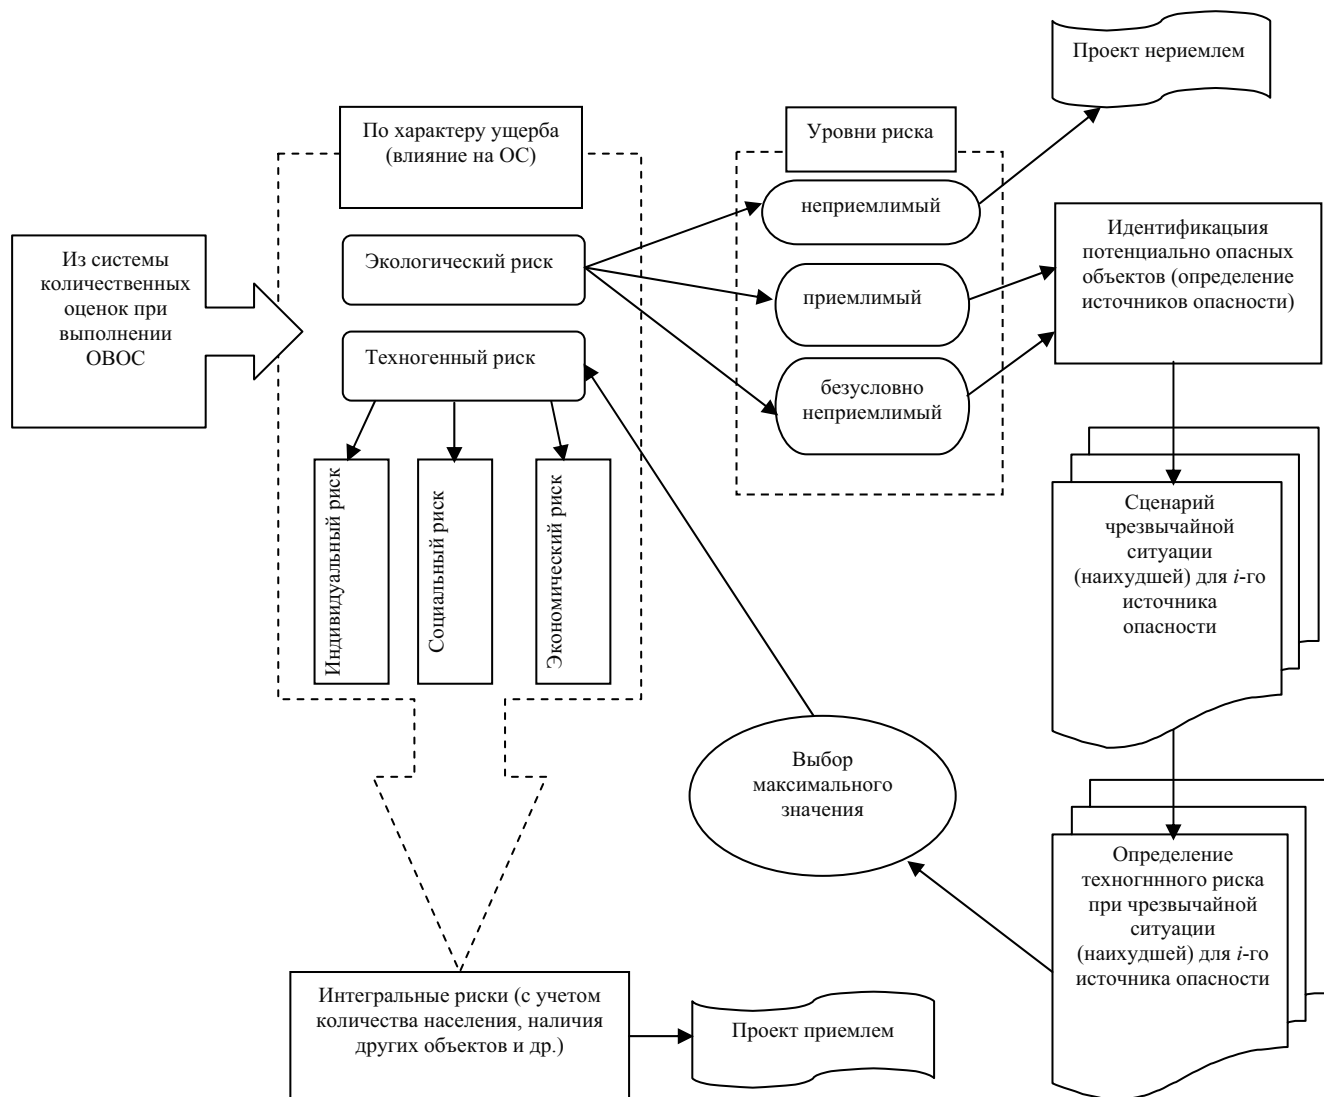 Проект нериемлем
По характеру ущерба
(влияние на ОС)
Уровни риска
неприемлимый
Идентификацыия
потенциально опасных
объектов (определение
источников опасности)
Из системы
количественных
оценок при
выполнении
ОВОС
Экологический риск
приемлимый
Техногенный риск
безусловно
неприемлимый
Индивидуальный риск
Социальный риск
Экономический риск
Сценарий
чрезвычайной
ситуации
(наихудшей) для i-го
источника
опасности
Выбор
максимального
значения
Определение
техногннного риска
при чрезвычайной
ситуации
(наихудшей) для i-го
источника опасности
Интегральные риски (с учетом
количества населения, наличия
других объектов и др.)
Проект приемлем